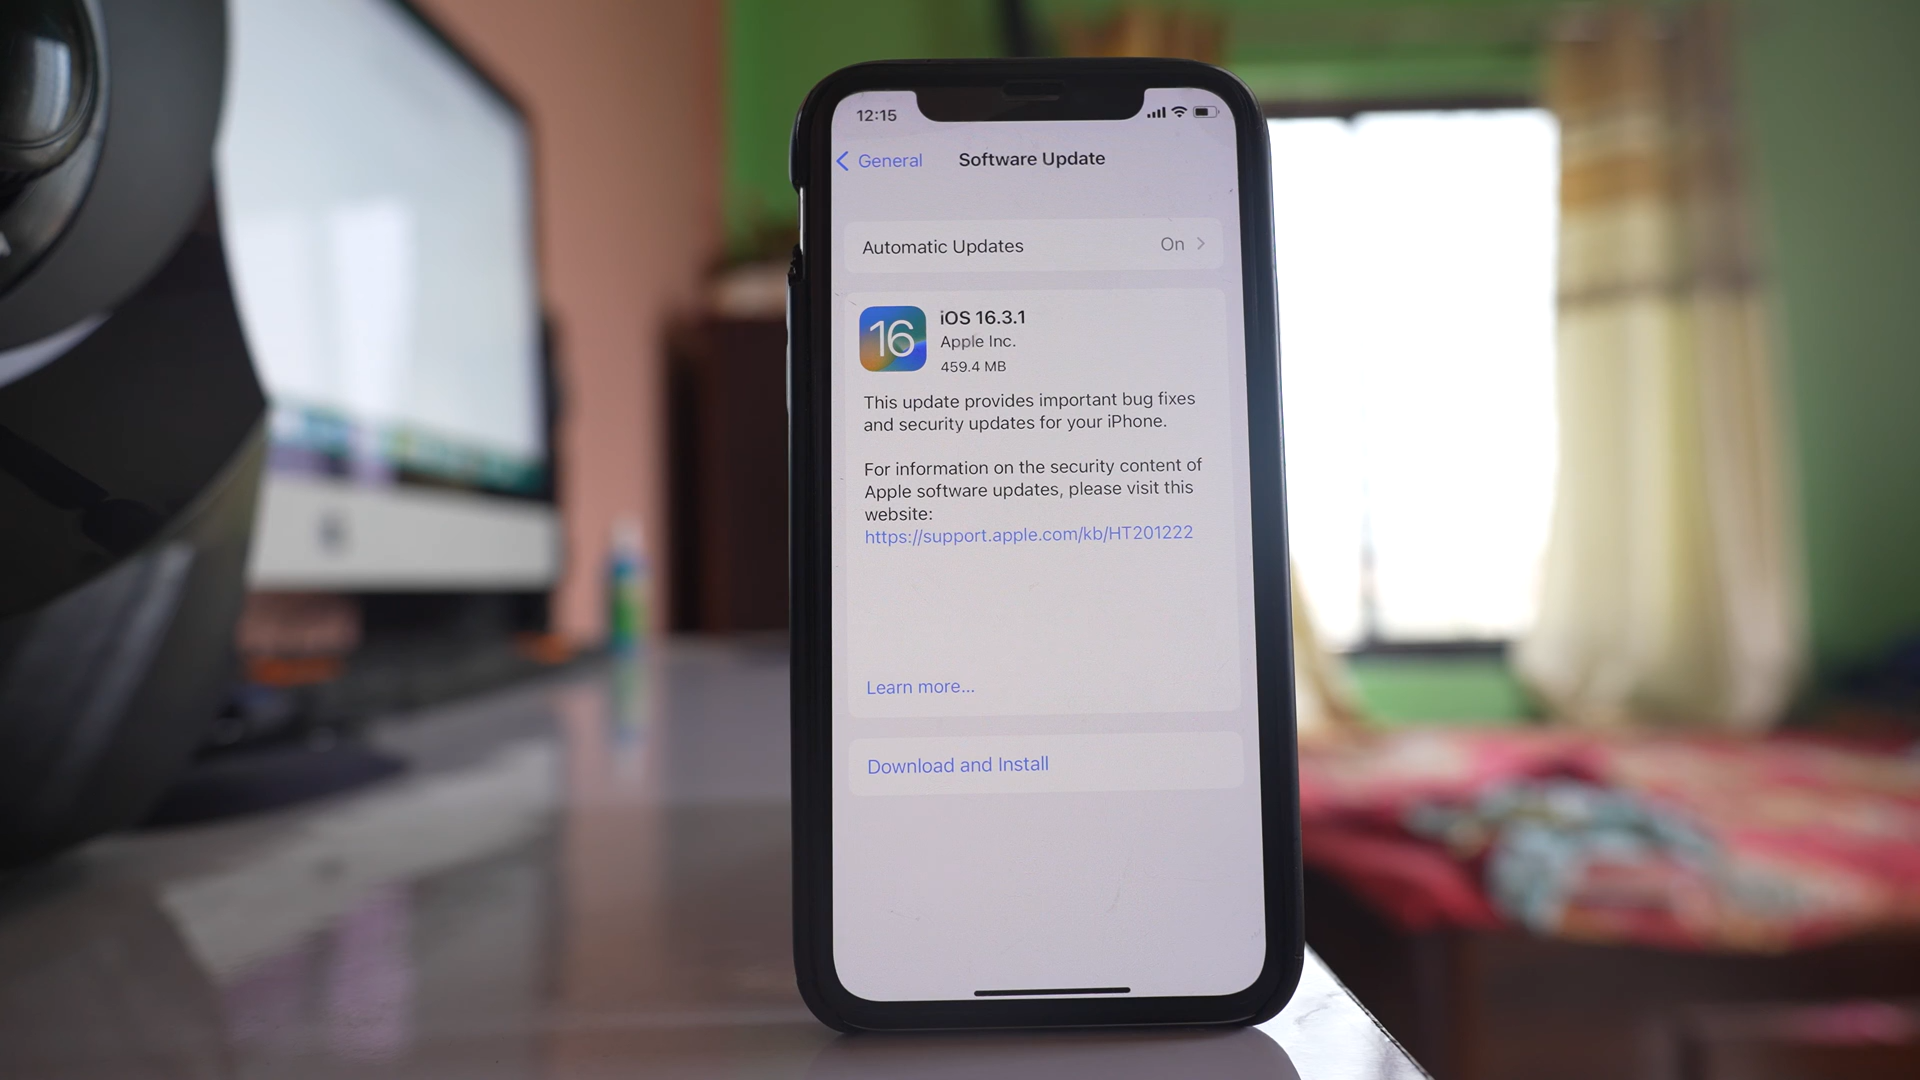 12:15
General
Software Update
Automatic Updates
On
16
iOS 16.3.1
Apple Inc.
459.4 MB
This update provides important bug fixes
and security updates for your iPhone.
For information on the security content of
Apple software updates, please visit this
website:
https://support.apple.com/kb/HT201222
Learn more...
Download and Install